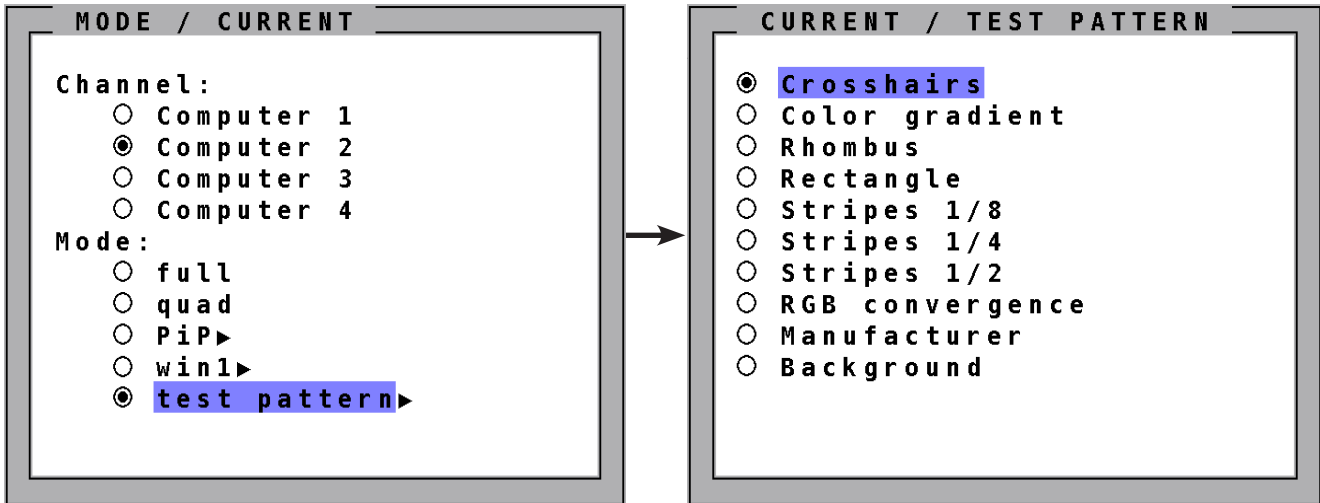 MODE / CURRENT
Channel:
Computer 1
Computer 2
Computer 3
Computer 4
Mode:
full
quad
PiP▶
win1▶
test pattern▶
CURRENT / TEST PATTERN
Crosshairs
Color gradient
Rhombus
Rectangle
Stripes 1/8
Stripes 1/4
Stripes 1/2
RGB convergence
Manufacturer
Background